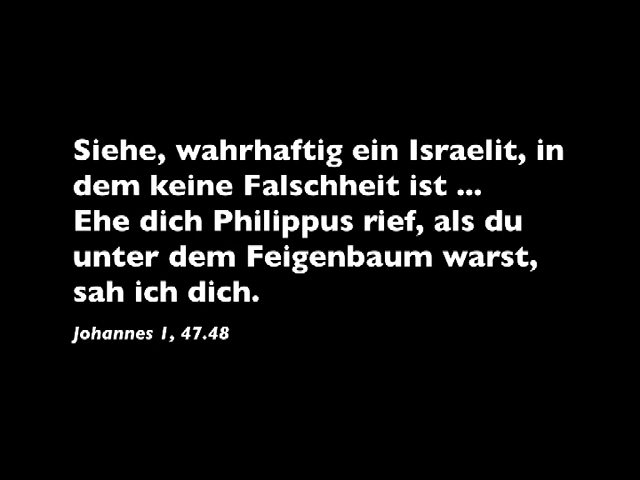 Siehe, wahrhaftig ein Israelit, in
dem keine Falschheit ist ...
Ehe dich Philippus rief, als du
unter dem Feigenbaum warst,
sah ich dich.
Johannes 1, 47.48